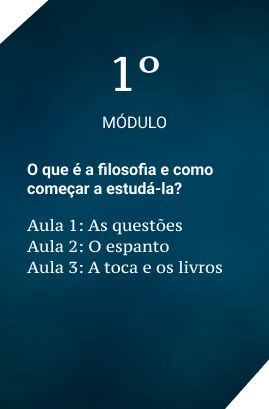 1º
MÓDULO
O que é a filosofia e como
começar a estudá-la?
Aula 1: As questões
Aula 2: O espanto
Aula 3: A toca e os livros